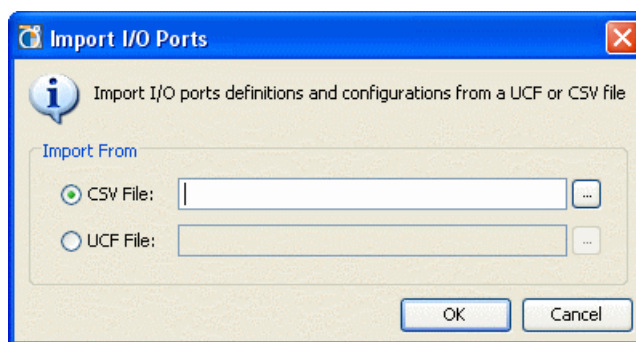 Import I/O Ports
Import I/O ports definitions and configurations from a UCF or CSV file
Import From
CSV File:
...
UCF File:
...
OK Cancel